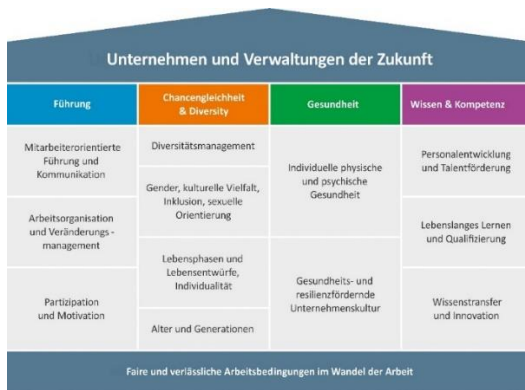 Unternehmen und Verwaltungen der Zukunft
Führung
Chancengleichheit
& Diversity
Gesundheit
Wissen & Kompetenz
Mitarbeiterorientierte
Führung und
Kommunikation
Arbeitsorganisation
und Veränderungs -
management
Partizipation
und Motivation
Diversitätsmanagement
Gender, kulturelle Vielfalt,
Inklusion, sexuelle
Orientierung
Lebensphasen und
Lebensentwürfe,
Individualität
Alter und Generationen
Individuelle physische
und psychische
Gesundheit
Gesundheits- und
resilienzfördernde
Unternehmenskultur
Personalentwicklung
und Talentförderung
Lebenslanges Lernen
und Qualifizierung
Wissenstransfer
und Innovation
Faire und verlässliche Arbeitsbedingungen im Wandel der Arbeit